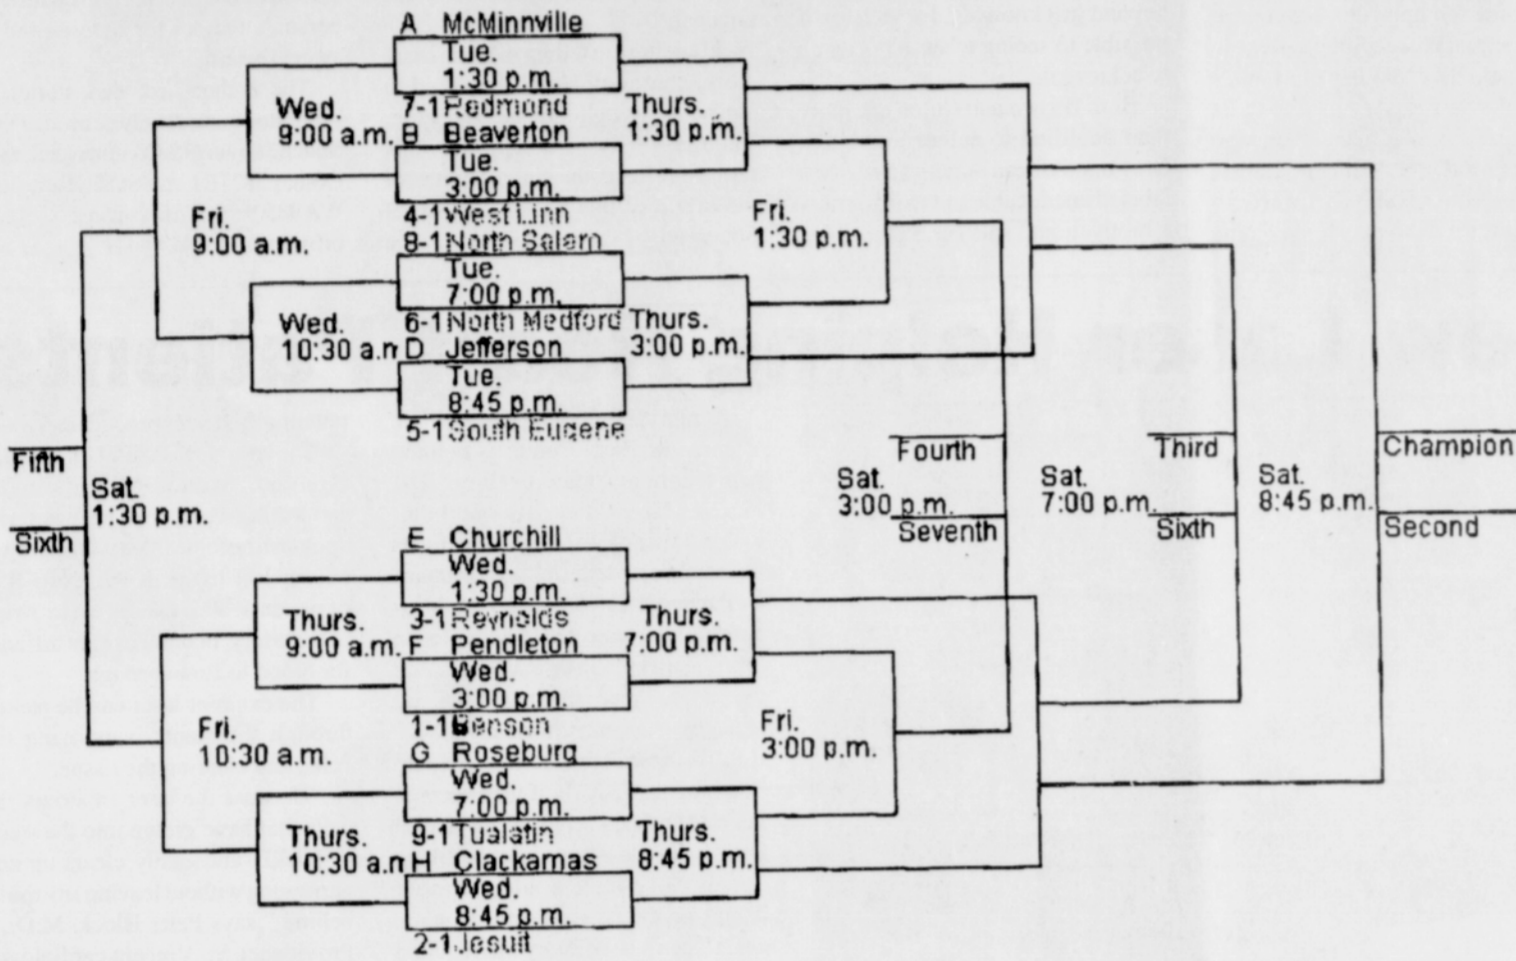 A McMinnville
Tue.
1:30 p.m.
7-1 Redmond
Wed.
9:00 a.m.
Thurs.
1:30 p.m.
B Beaverton
Tue.
3:00 p.m.
4-1 West Linn
Fri.
9:00 a.m.
Fri.
1:30 p.m.
8-1 North Salem
Tue.
7:00 p.m.
6-1 North Medford
Wed.
10:30 a.m
Thurs.
3:00 p.m.
D Jefferson
Tue.
8:45 p.m.
5-1 South Eugene
Fifth
Sat.
1:30 p.m.
Sixth
Fourth
Sat.
3:00 p.m.
Seventh
Third
Sat.
7:00 p.m.
Sixth
Champion
Sat.
8:45 p.m.
Second
E Churchill
Wed.
1:30 p.m.
3-1 Reynolds
Thurs.
9:00 a.m.
Thurs.
7:00 p.m.
F Pendleton
Wed.
3:00 p.m.
1-1 Benson
Fri.
10:30 a.m.
Fri.
3:00 p.m.
G Roseburg
Wed.
7:00 p.m.
9-1 Tualatin
Thurs.
10:30 a.m
Thurs.
8:45 p.m.
H Clackamas
Wed.
8:45 p.m.
2-1 Jesuit